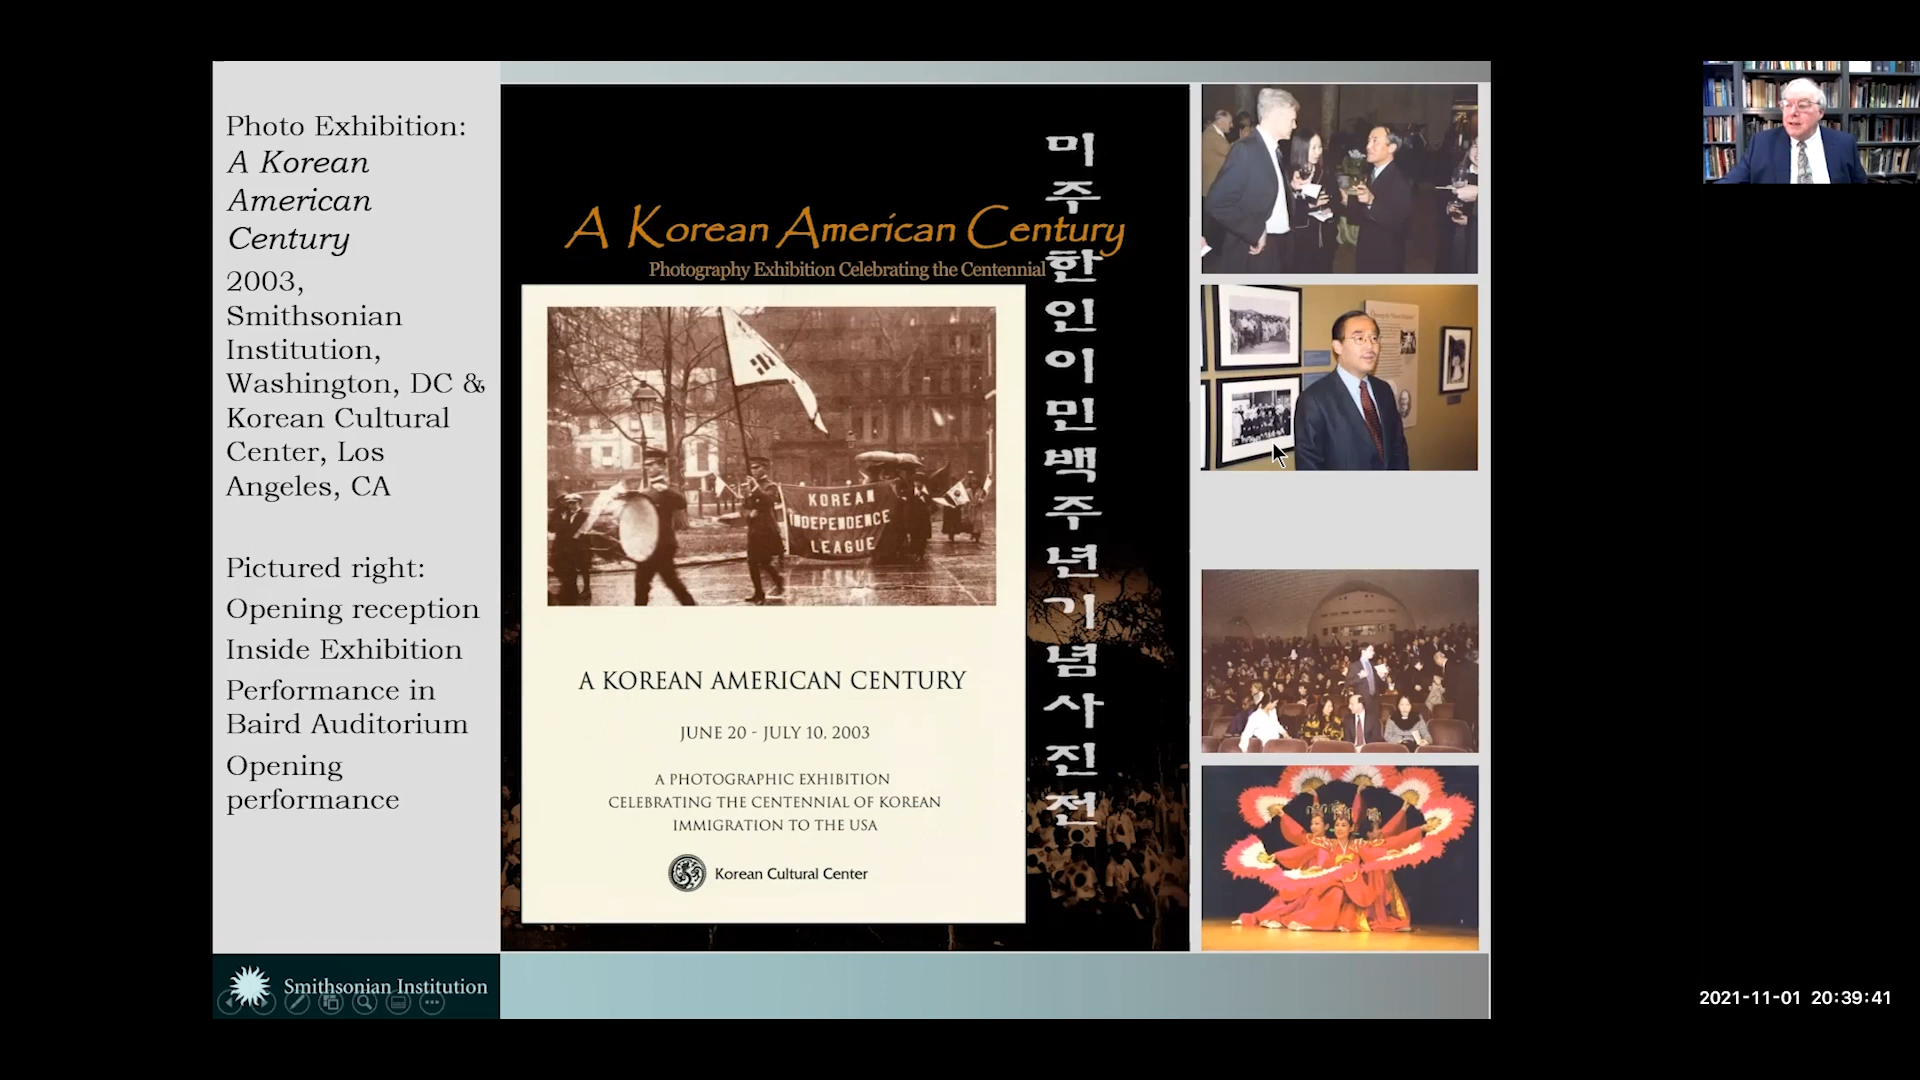 Photo Exhibition:
A Korean
American
Century
2003,
Smithsonian
Institution,
Washington, DC &
Korean Cultural
Center, Los
Angeles, CA
Pictured right:
Opening reception
Inside Exhibition
Performance in
Baird Auditorium
Opening
performance
Smithsonian Institution
A Korean American Century
Photography Exhibition Celebrating the Centennial
미주한인이민백주년기념사진전
KOREAN
INDEPENDENCE
LEAGUE
A KOREAN AMERICAN CENTURY
JUNE 20 - JULY 10, 2003
A PHOTOGRAPHIC EXHIBITION
CELEBRATING THE CENTENNIAL OF KOREAN
IMMIGRATION TO THE USA
Korean Cultural Center
2021-11-01 20:39:41